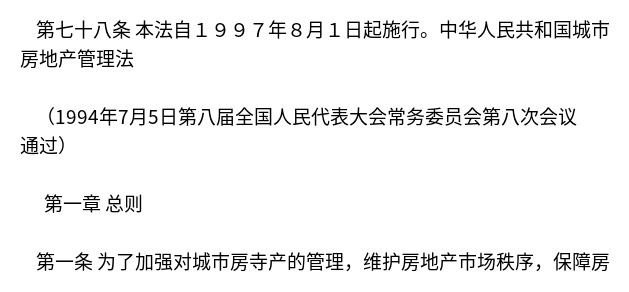 第七十八条 本法自１９９７年８月１日起施行。中华人民共和国城市
房地产管理法
（1994年7月5日第八届全国人民代表大会常务委员会第八次会议
通过）
第一章 总则
第一条 为了加强对城市房寺产的管理，维护房地产市场秩序，保障房